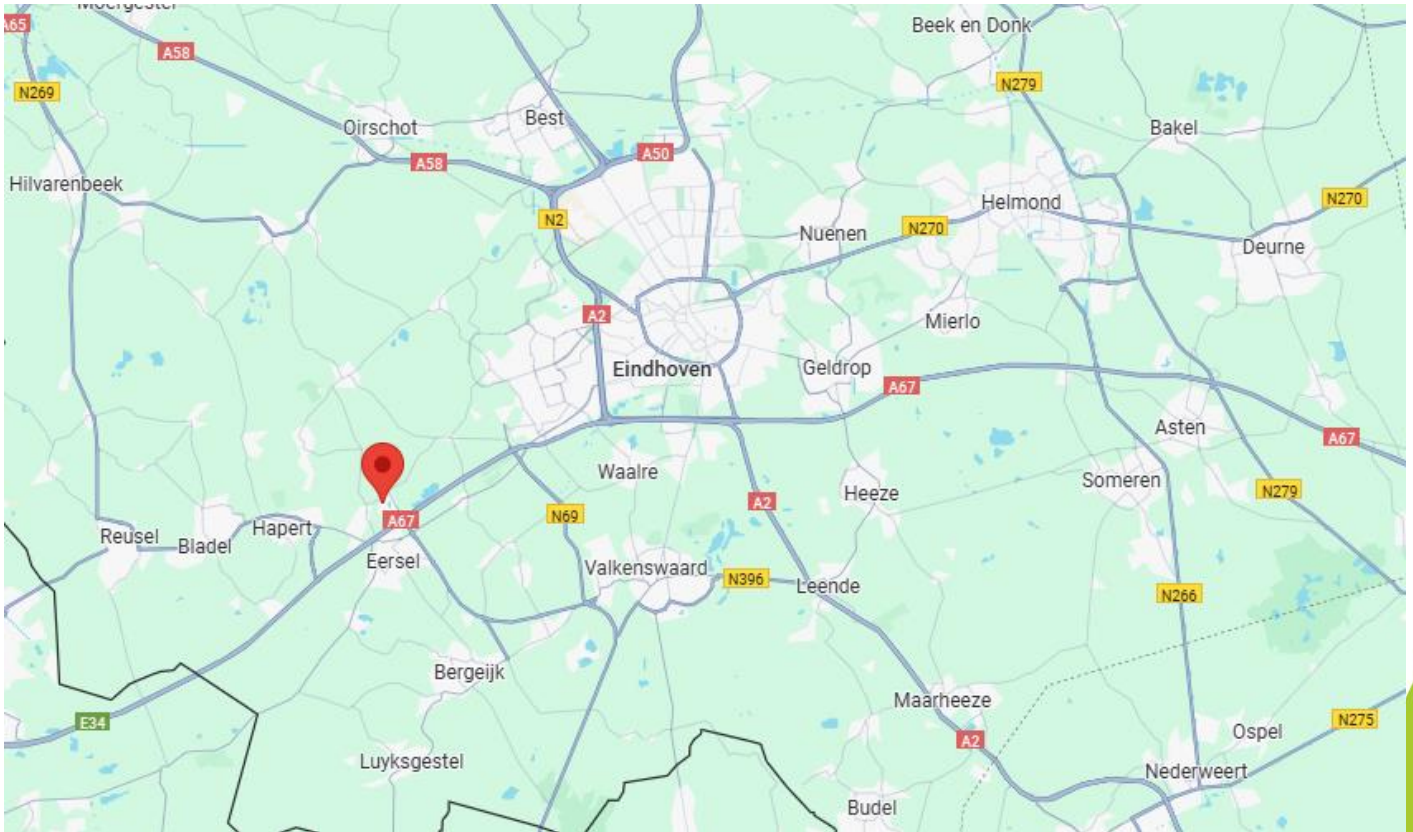 Moergestel
Beek en Donk
A65
A58
N279
N269
Best
Oirschot
Bakel
A50
A58
Hilvarenbeek
N270
Helmond
N2
Nuenen
N270
Deurne
A2
Mierlo
Eindhoven
Geldrop
A67
Asten
A67
Waalre
Someren
Heeze
N279
A2
N69
A67
Hapert
Reusel
Bladel
Eersel
Valkenswaard
N396
Leende
N266
Bergeijk
Maarheeze
E34
N275
Ospel
A2
Luyksgestel
Nederweert
Budel